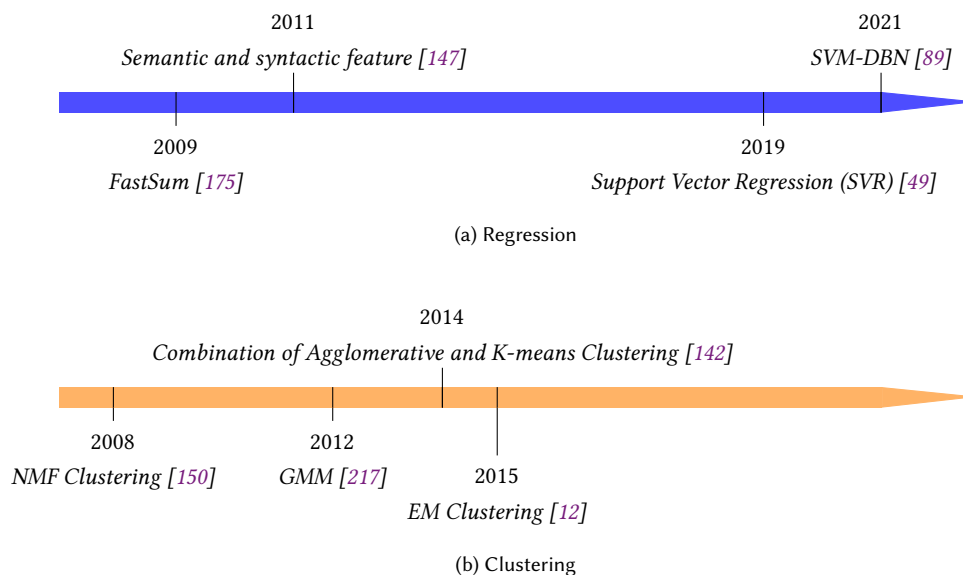 2011
Semantic and syntactic feature [147]
2021
SVM-DBN [89]
2009
FastSum [175]
2019
Support Vector Regression (SVR) [49]
(a) Regression
2014
Combination of Agglomerative and K-means Clustering [142]
2008
NMF Clustering [150]
2012
GMM [217]
2015
EM Clustering [12]
(b) Clustering